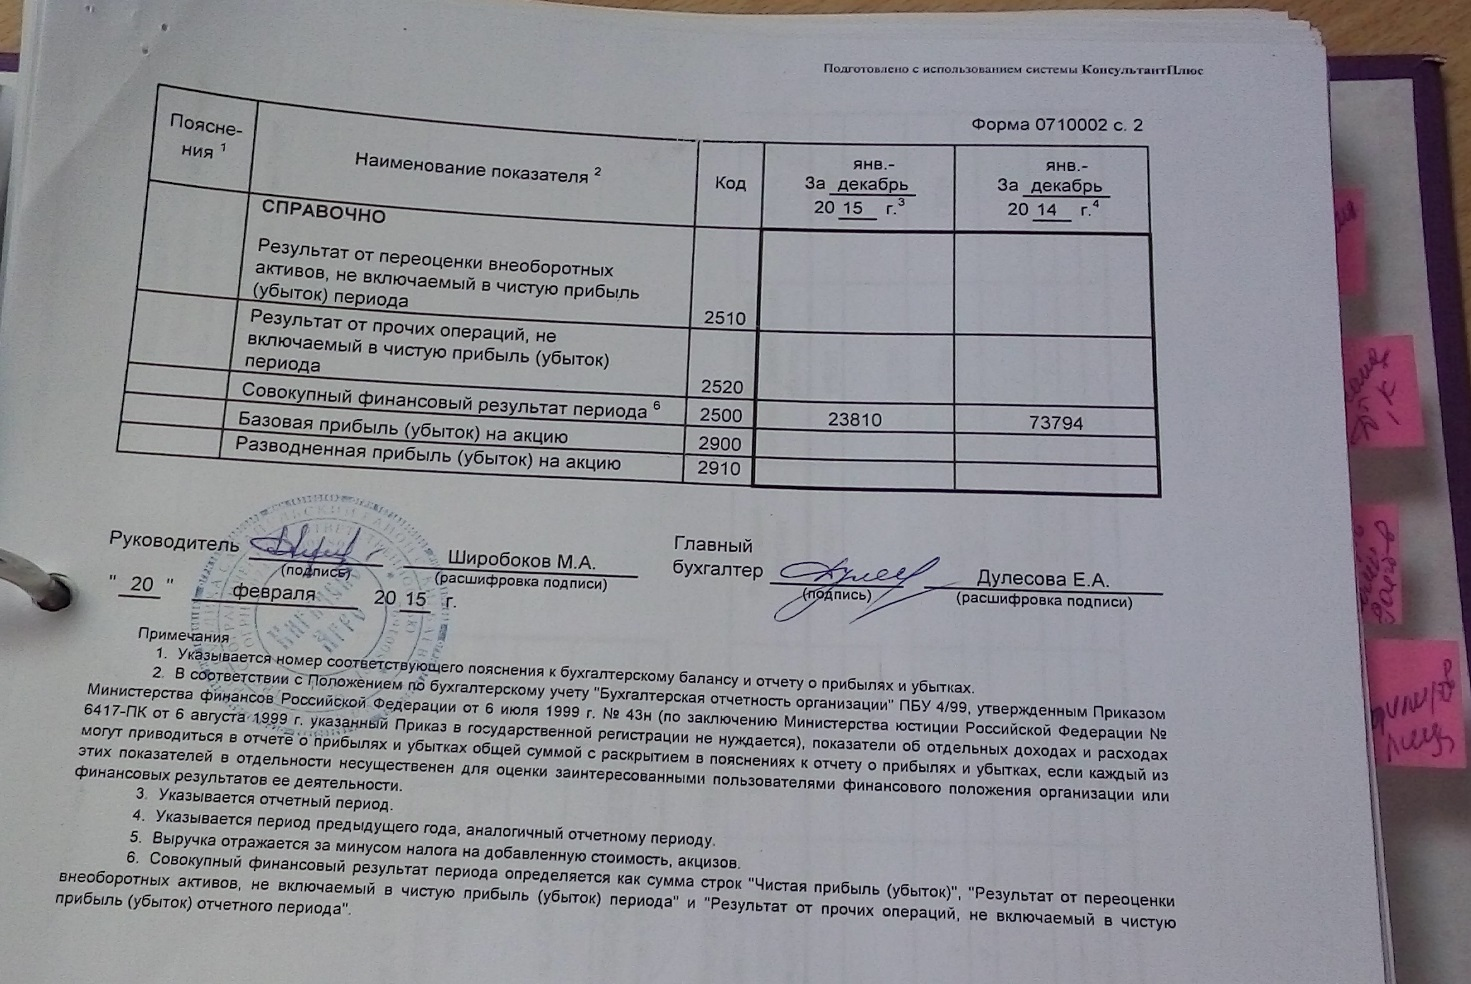 Подготовлено с использованием системы КонсультантПлюс
Форма 0710002 с. 2
Поясне-
ния 1
Наименование показателя 2
Код
янв.-
За декабрь
20 15 г.3
янв.-
За декабрь
20 14 г.4
СПРАВОЧНО
Результат от переоценки внеоборотных
активов, не включаемый в чистую прибыль
(убыток) периода
2510
Результат от прочих операций, не
включаемый в чистую прибыль (убыток)
периода
2520
Совокупный финансовый результат периода 6
2500
23810
73794
Базовая прибыль (убыток) на акцию
2900
Разводненная прибыль (убыток) на акцию
2910
Руководитель
(подпись)
Широбоков М.А.
(расшифровка подписи)
Главный
бухгалтер
(подпись)
Дулесова Е.А.
(расшифровка подписи)
" 20 " февраля 20 15 г.
Примечания
1. Указывается номер соответствующего пояснения к бухгалтерскому балансу и отчету о прибылях и убытках.
2. В соответствии с Положением по бухгалтерскому учету "Бухгалтерская отчетность организации" ПБУ 4/99, утвержденным Приказом
Министерства финансов Российской Федерации от 6 июля 1999 г. № 43н (по заключению Министерства юстиции Российской Федерации №
6417-ПК от 6 августа 1999 г. указанный Приказ в государственной регистрации не нуждается), показатели об отдельных доходах и расходах
могут приводиться в отчете о прибылях и убытках общей суммой с раскрытием в пояснениях к отчету о прибылях и убытках, если каждый из
этих показателей в отдельности несущественен для оценки заинтересованными пользователями финансового положения организации или
финансовых результатов ее деятельности.
3. Указывается отчетный период.
4. Указывается период предыдущего года, аналогичный отчетному периоду.
5. Выручка отражается за минусом налога на добавленную стоимость, акцизов.
6. Совокупный финансовый результат периода определяется как сумма строк "Чистая прибыль (убыток)", "Результат от переоценки
внеоборотных активов, не включаемый в чистую прибыль (убыток) периода" и "Результат от прочих операций, не включаемый в чистую
прибыль (убыток) отчетного периода".